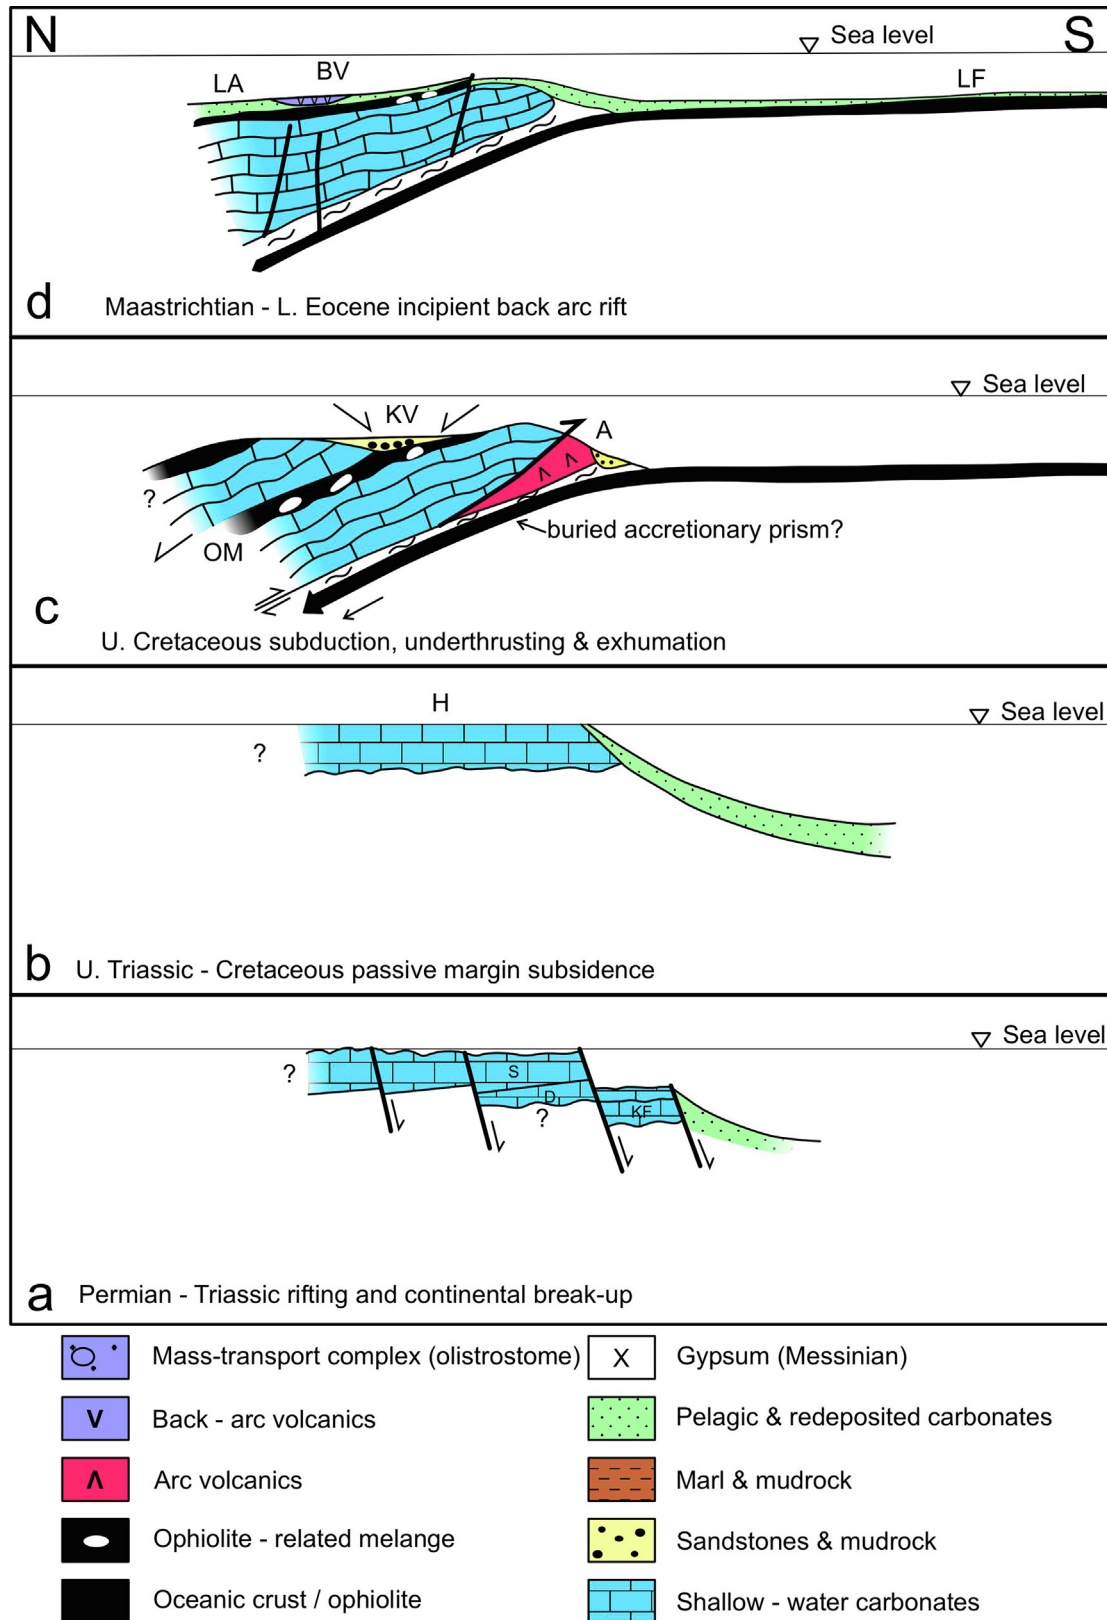 N
S
Sea level
LA
BV
LF
d
Maastrichtian - L. Eocene incipient back arc rift
Sea level
KV
A
?
OM
buried accretionary prism?
c
U. Cretaceous subduction, underthrusting & exhumation
H
Sea level
?
b
U. Triassic - Cretaceous passive margin subsidence
Sea level
?
S
D
?
KF
a
Permian - Triassic rifting and continental break-up
Mass-transport complex (olistrostome)
X
Gypsum (Messinian)
V
Back - arc volcanics
Pelagic & redeposited carbonates
Λ
Arc volcanics
Marl & mudrock
Ophiolite - related melange
Sandstones & mudrock
Oceanic crust / ophiolite
Shallow - water carbonates